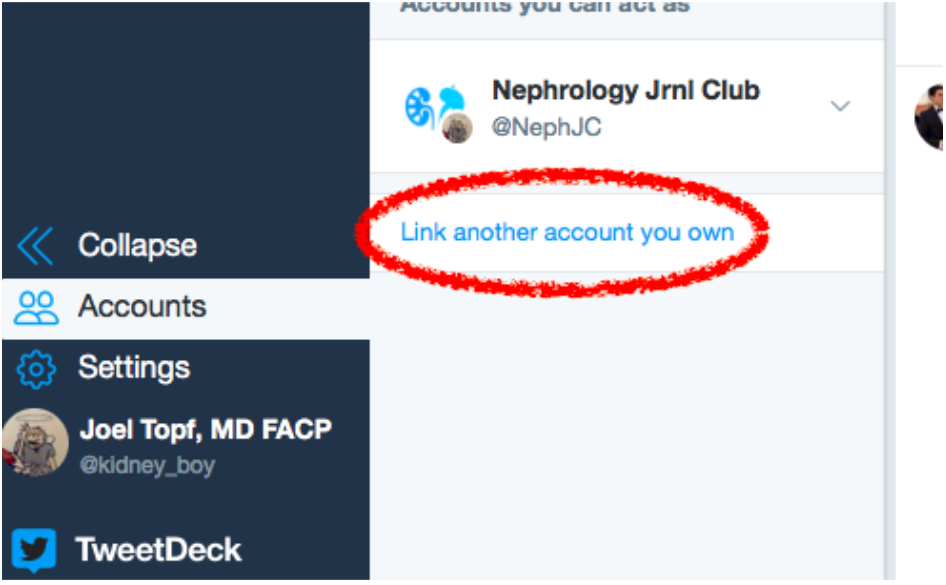 Accounts you can act as
Nephrology Jrnl Club
@NephJC
Link another account you own
Collapse
Accounts
Settings
Joel Topf, MD FACP
@kidney_boy
TweetDeck